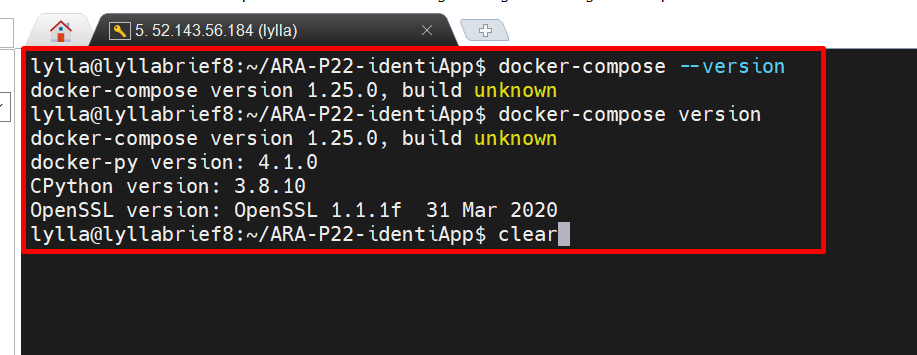 5. 52.143.56.184 (lylla)
lylla@lyllabrief8:~/ARA-P22-identiApp$ docker-compose --version
docker-compose version 1.25.0, build unknown
lylla@lyllabrief8:~/ARA-P22-identiApp$ docker-compose version
docker-compose version 1.25.0, build unknown
docker-py version: 4.1.0
CPython version: 3.8.10
OpenSSL version: OpenSSL 1.1.1f  31 Mar 2020
lylla@lyllabrief8:~/ARA-P22-identiApp$ clear